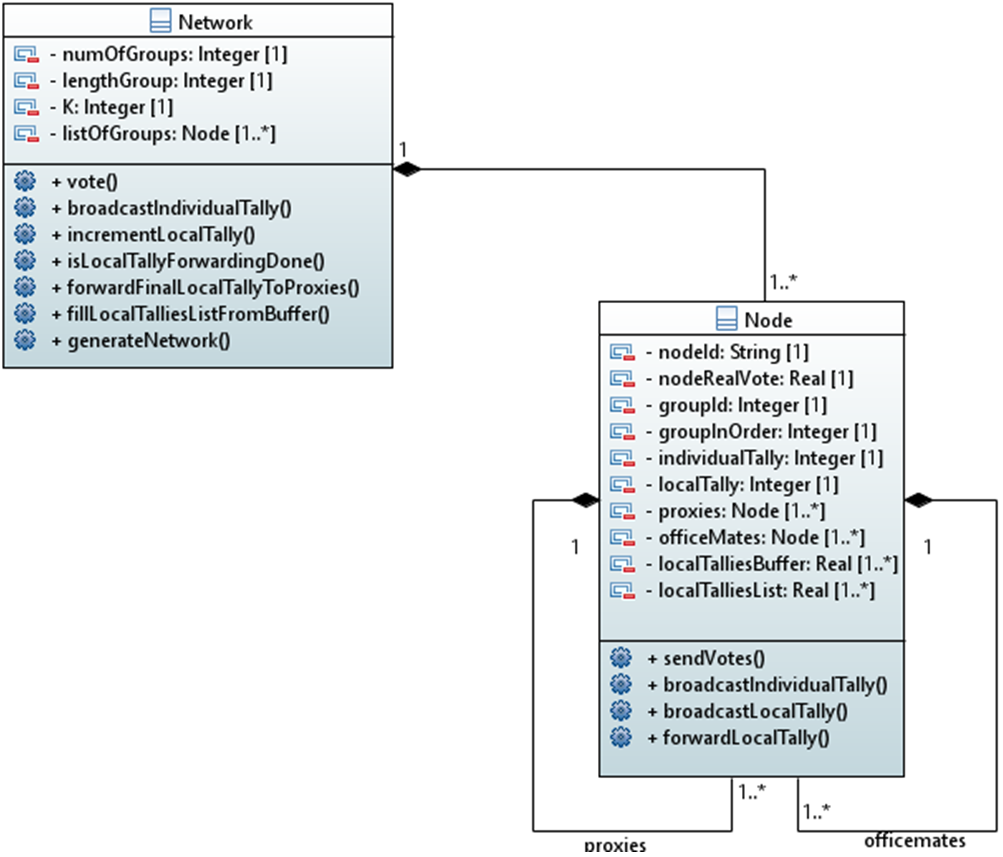 Network
- numOfGroups: Integer [1]
- lengthGroup: Integer [1]
- K: Integer [1]
- listOfGroups: Node [1..*]
+ vote()
+ broadcastIndividualTally()
+ incrementLocalTally()
+ isLocalTallyForwardingDone()
+ forwardFinalLocalTallyToProxies()
+ fillLocalTalliesListFromBuffer()
+ generateNetwork()
1
1..*
Node
- nodeId: String [1]
- nodeRealVote: Real [1]
- groupId: Integer [1]
- groupInOrder: Integer [1]
- individualTally: Integer [1]
- localTally: Integer [1]
- proxies: Node [1..*]
- officeMates: Node [1..*]
- localTalliesBuffer: Real [1..*]
- localTalliesList: Real [1..*]
+ sendVotes()
+ broadcastIndividualTally()
+ broadcastLocalTally()
+ forwardLocalTally()
1
1
1..*
1..*
proxies
officemates